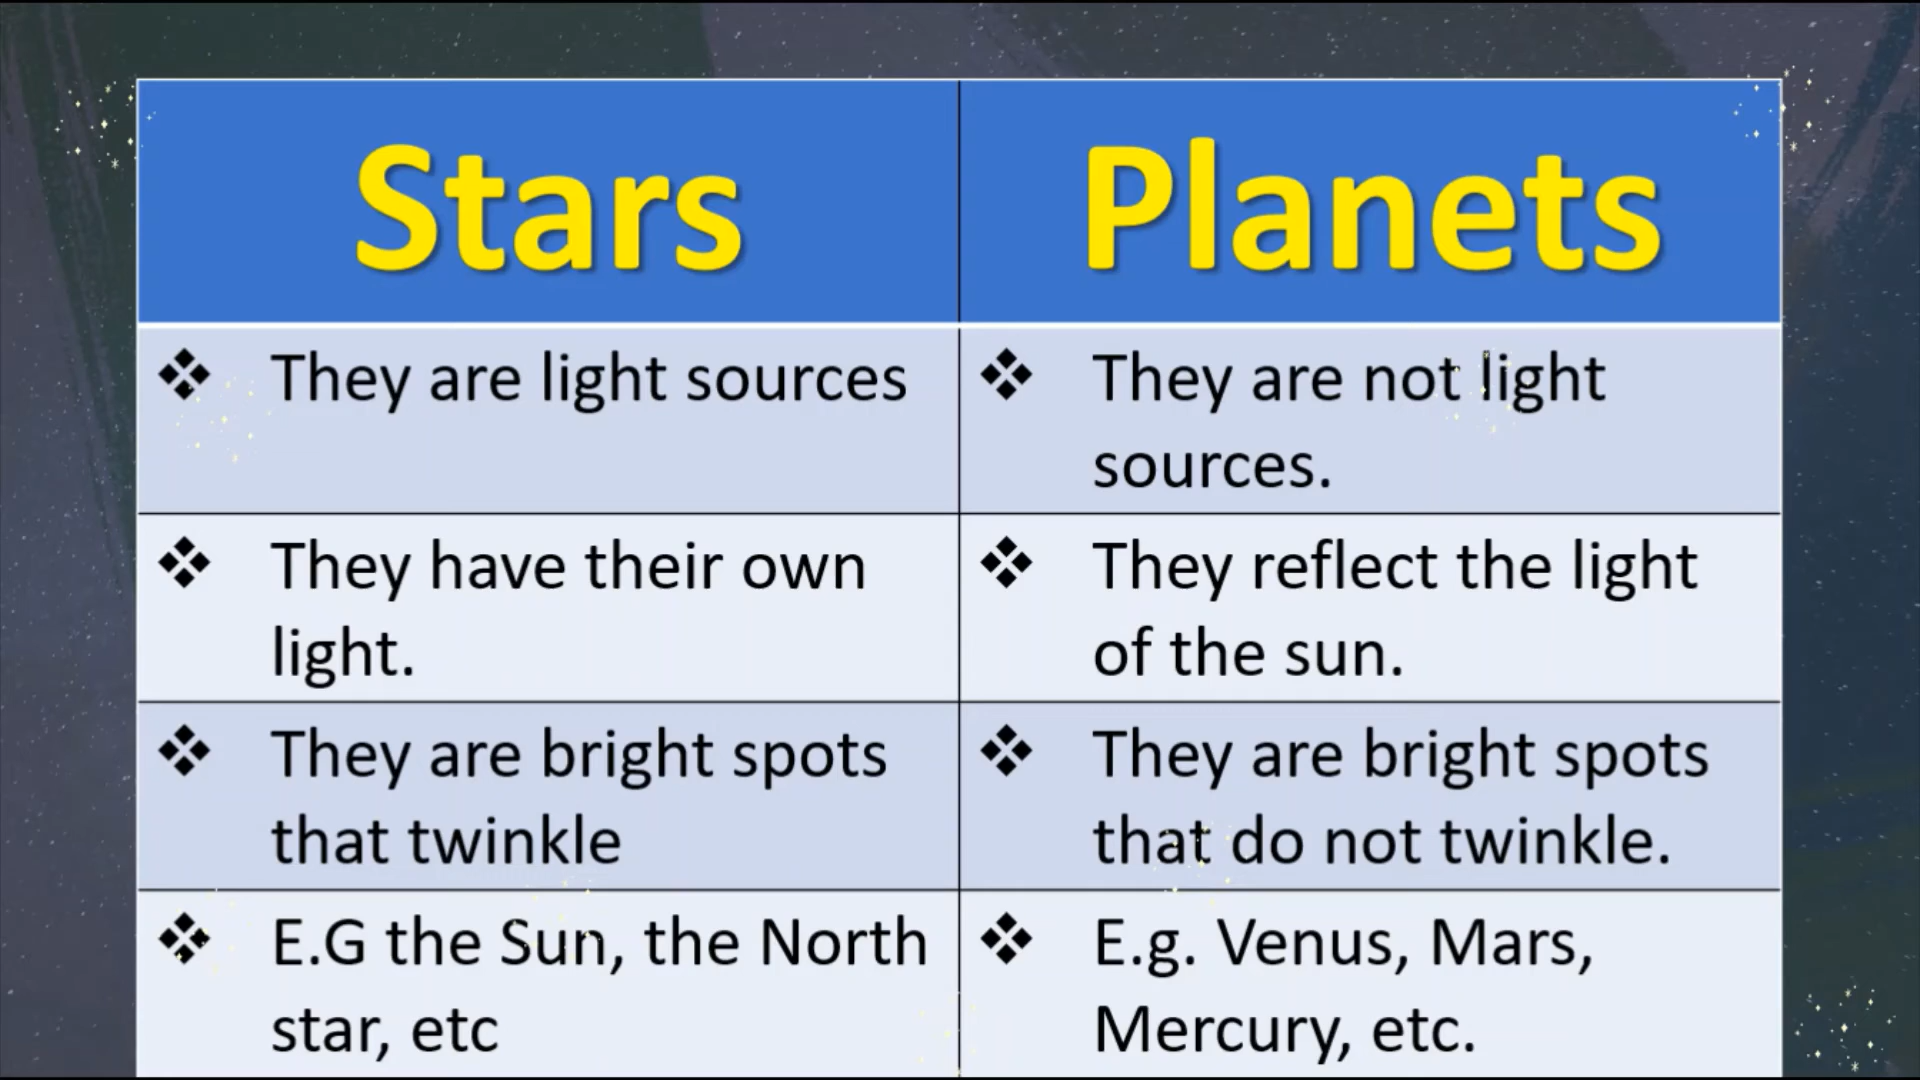 Stars
Planets
❖ They are light sources
❖ They are not light
sources.
❖ They have their own
light.
❖ They reflect the light
of the sun.
❖ They are bright spots
that twinkle
❖ They are bright spots
that do not twinkle.
❖ E.G the Sun, the North
star, etc
❖ E.g. Venus, Mars,
Mercury, etc.